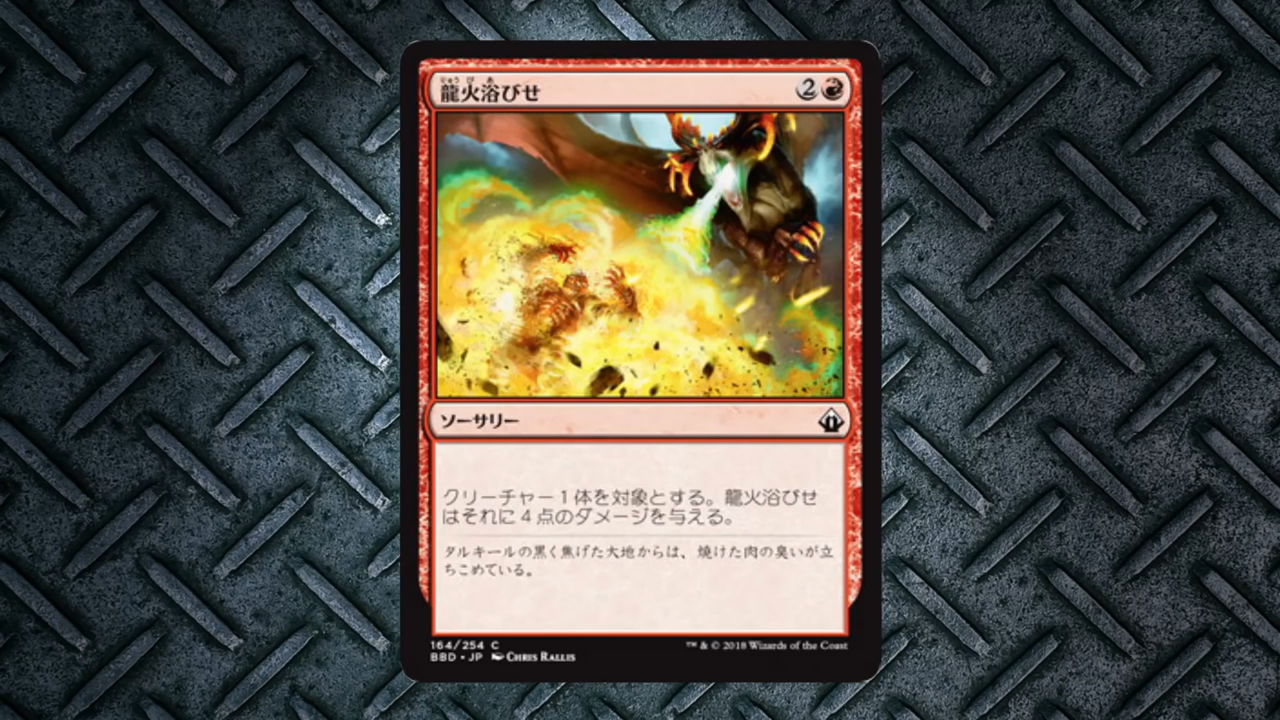 龍火浴びせ 2
ソーサリー
クリーチャー1体を対象とする。龍火浴びせ
はそれに4点のダメージを与える。
タルキールの黒く焦げた大地からは、焼けた肉の臭いが立
ちこめている。
164/254 C
BBD • JP Chris Rallis
™ & © 2018 Wizards of the Coast